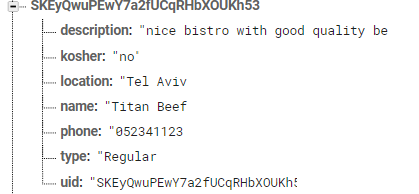 SKEyQwuPEwY7a2fUCqRHbXOUKh53
description: "nice bistro with good quality be
kosher: "no'
location: "Tel Aviv
name: "Titan Beef
phone: "052341123
type: "Regular
uid: "SKEyQwuPEwY7a2fUCqRHbXOUKh5